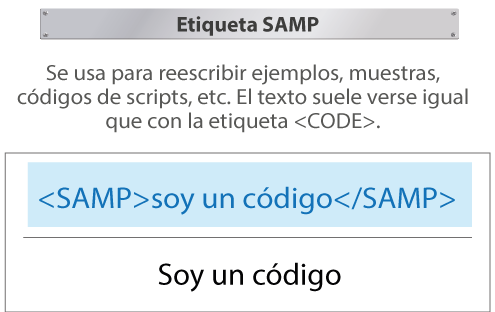 Etiqueta SAMP
Se usa para reescribir ejemplos, muestras,
códigos de scripts, etc. El texto suele verse igual
que con la etiqueta <CODE>.
<SAMP>soy un código</SAMP>
Soy un código